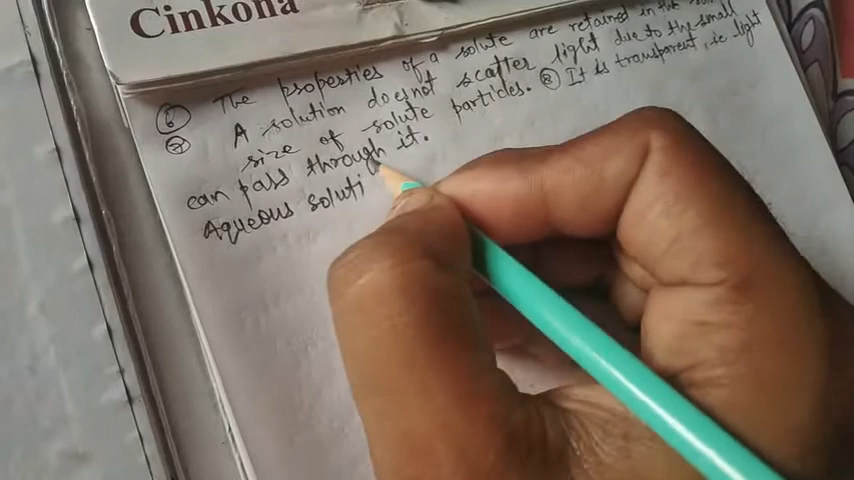 Cinkona
⑥ The properties of a solute are retained in the
⑦ A solution does not scatter light due to the small
size of solute particles. ⑧ It is transparent, ie light
can pass through it.
Aqueous soluti